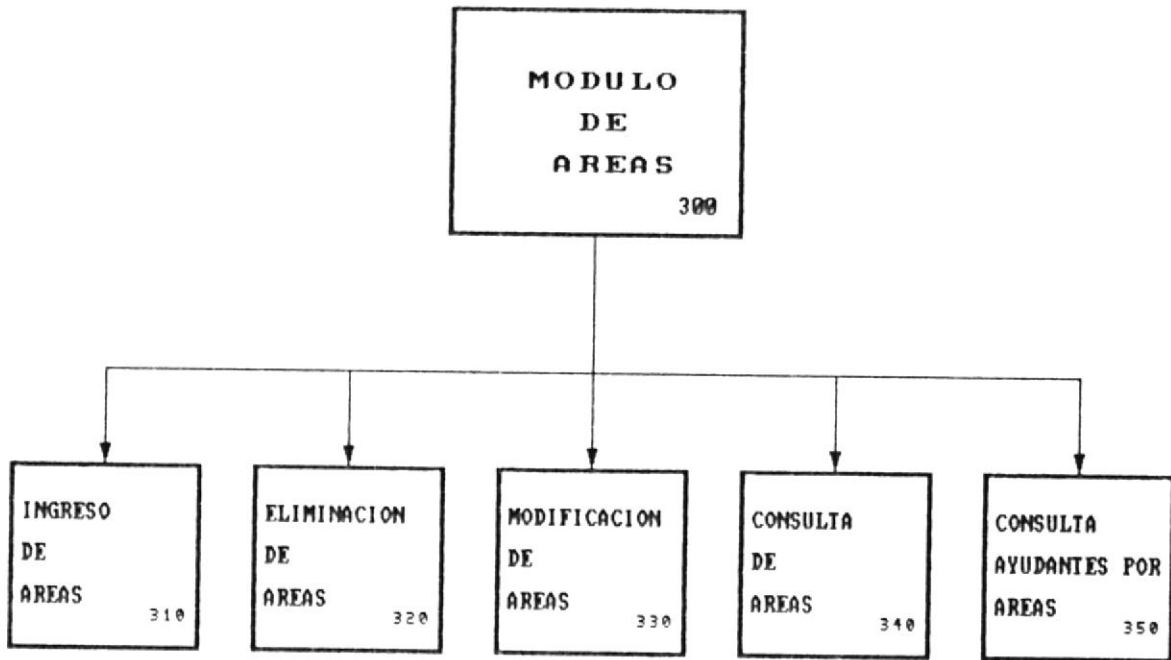 MODULO
DE
AREAS
300
INGRESO
DE
AREAS
310
ELIMINACION
DE
AREAS
320
MODIFICACION
DE
AREAS
330
CONSULTA
DE
AREAS
340
CONSULTA
AYUDANTES POR
AREAS
350